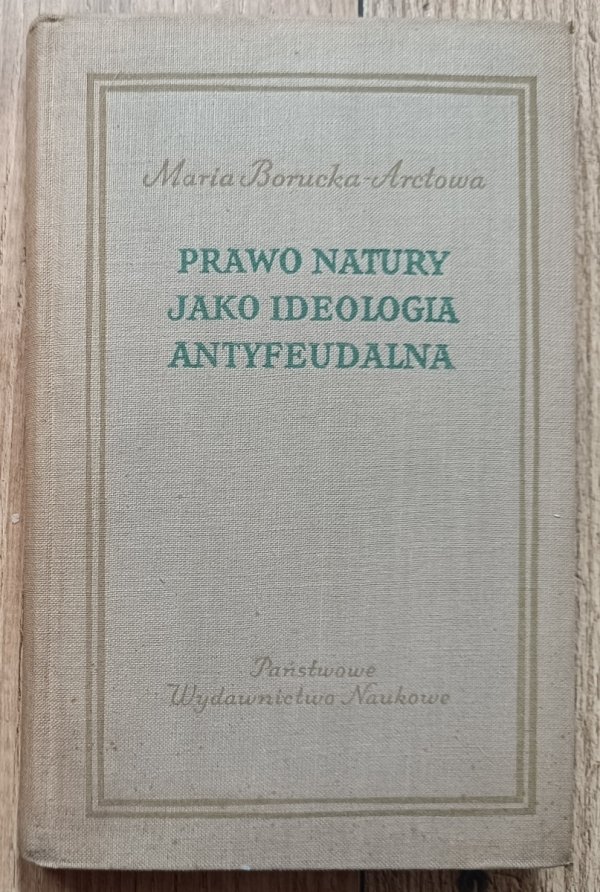 Maria Borucka-Arctowa
PRAWO NATURY
JAKO IDEOLOGIA
ANTYFEUDALNA
Państwowe
Wydawnictwo Naukowe